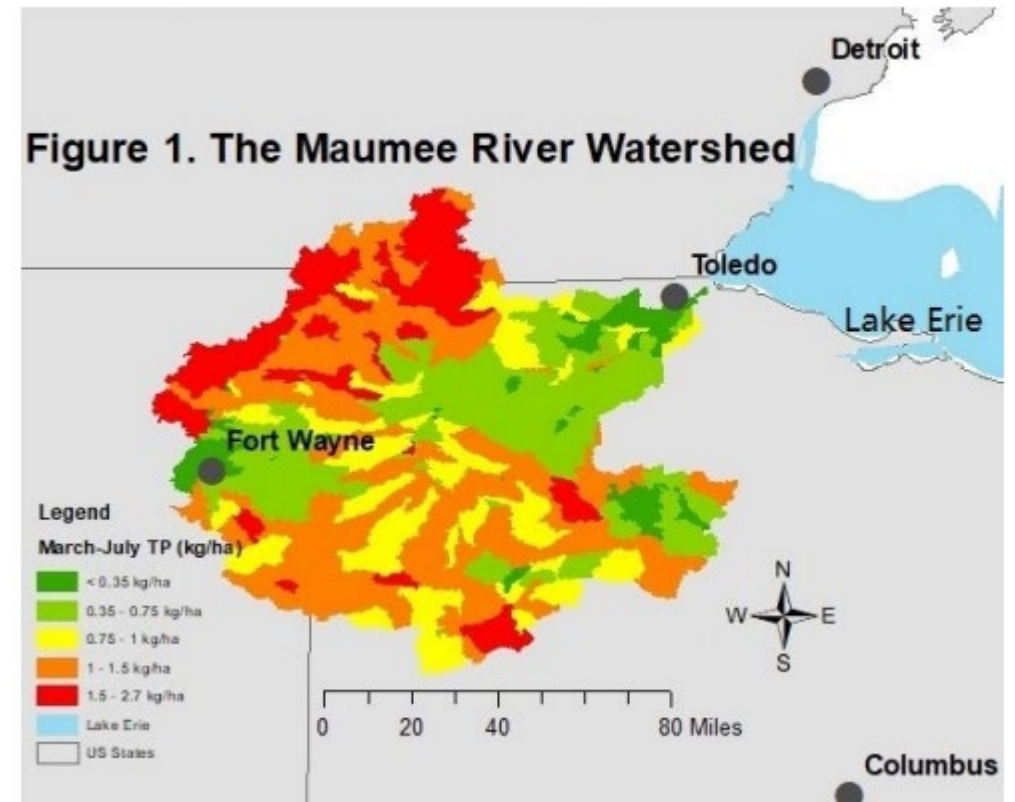 Detroit
Figure 1. The Maumee River Watershed
Toledo
Lake Erie
Fort Wayne
Legend
March-July TP (kg/ha)
< 0.35 kg/ha
0.35 - 0.75 kg/ha
0.75 - 1 kg/ha
1 - 1.5 kg/ha
1.5 - 2.7 kg/ha
Lake Erie
US States
N
W E
S
0 20 40 80 Miles
Columbus